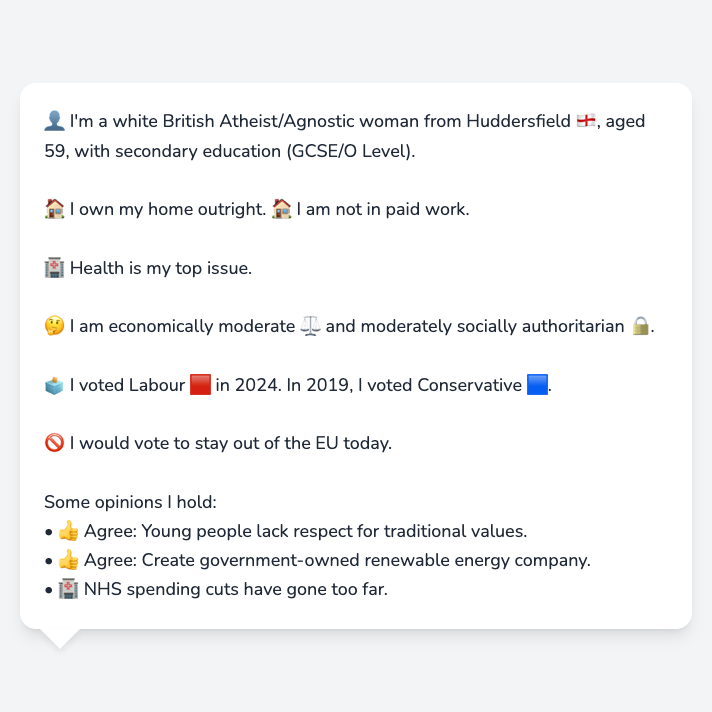 👤 I'm a white British Atheist/Agnostic woman from Huddersfield 🏴󠁧󠁢󠁥󠁮󠁧󠁿, aged
59, with secondary education (GCSE/O Level).
🏠 I own my home outright. 🏠 I am not in paid work.
🏥 Health is my top issue.
🤔 I am economically moderate ⚖️ and moderately socially authoritarian 🔒.
🗳️ I voted Labour 🟥 in 2024. In 2019, I voted Conservative 🟦.
🚫 I would vote to stay out of the EU today.
Some opinions I hold:
• 👍 Agree: Young people lack respect for traditional values.
• 👍 Agree: Create government-owned renewable energy company.
• 🏥 NHS spending cuts have gone too far.